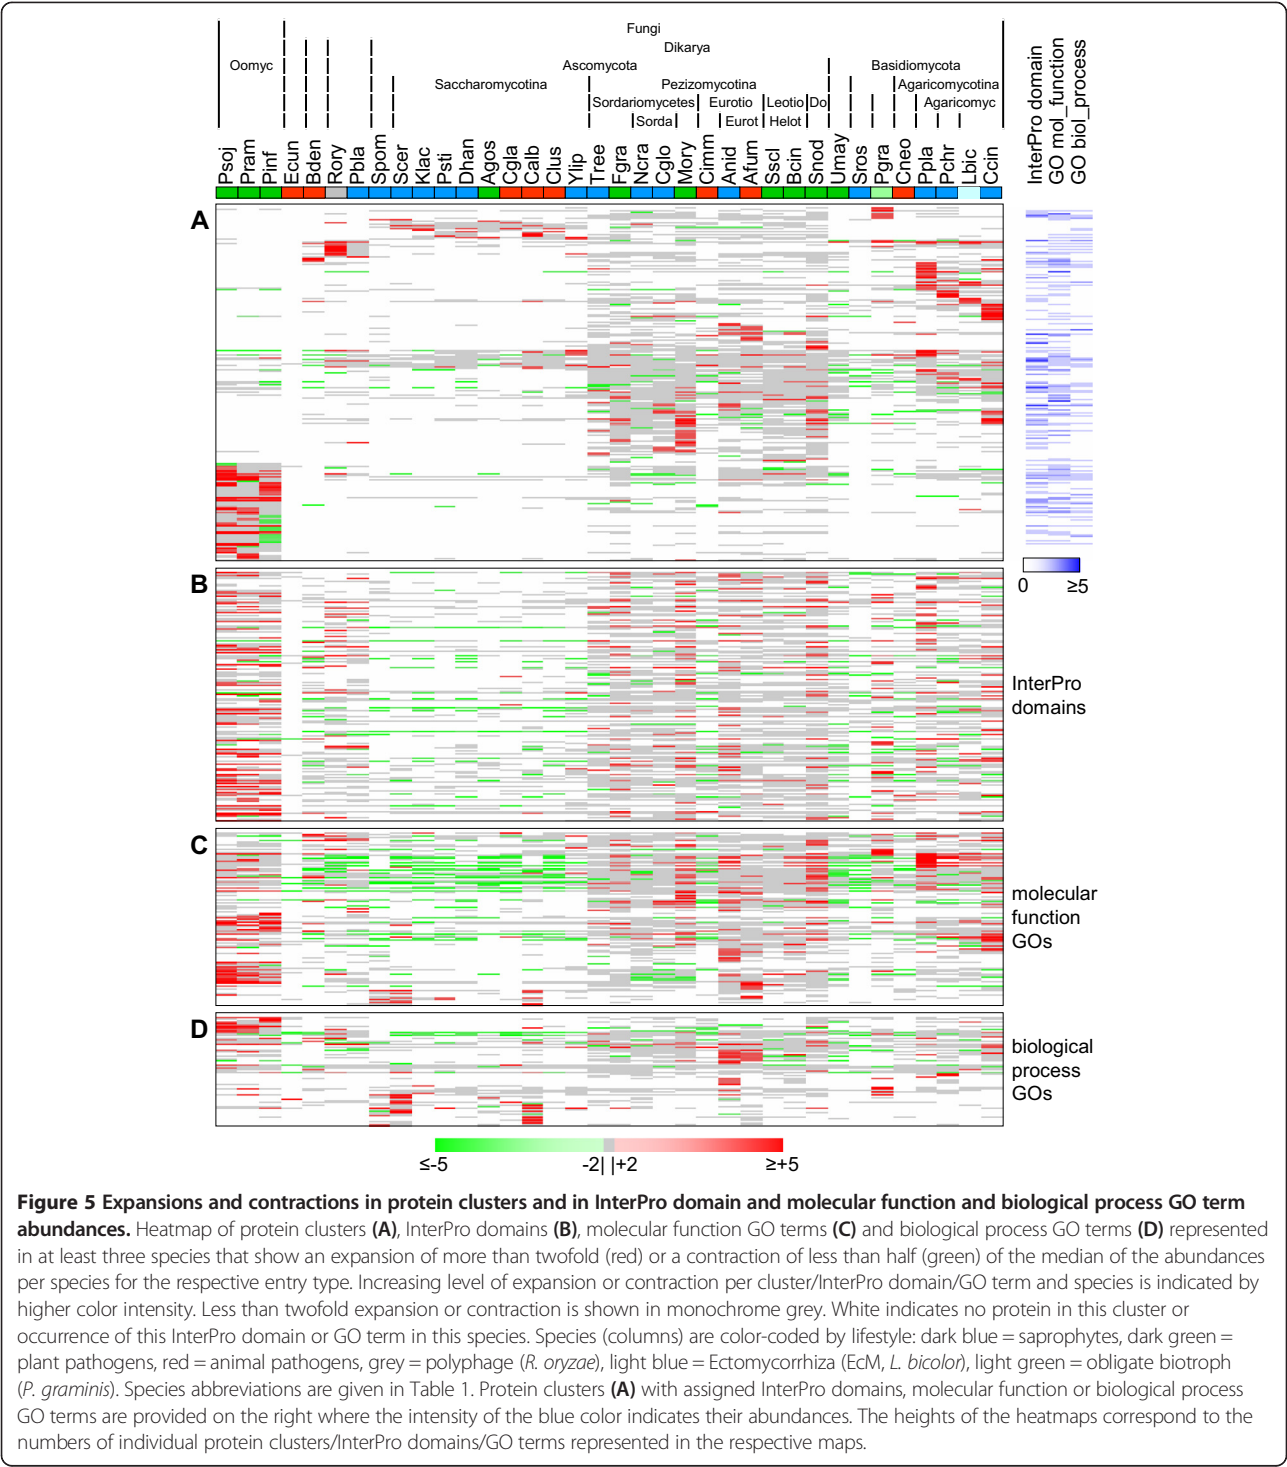 Fungi
Dikarya
Oomyc
Ascomycota
Basidiomycota
Saccharomycotina
Pezizomycotina
Agaricomycotina
Sordariomycetes
Eurotio
Leotio
Do
Agaricomyc
Sorda
Eurot
Helot
Psoj
Pram
Pinf
Ecun
Bden
Rory
Pbla
Spom
Scer
Klac
Psti
Dhan
Agos
Cgla
Calb
Clus
Ylip
Tree
Fgra
Ncra
Cglo
Mory
Cimm
Anid
Afum
Sscl
Bcin
Snod
Umay
Sros
Pgra
Cneo
Ppla
Pchr
Lbic
Ccin
InterPro domain
GO mol_function
GO biol_process
A
0
≥5
B
InterPro
domains
C
molecular
function
GOs
D
biological
process
GOs
≤-5
-2| |+2
≥+5
Figure 5 Expansions and contractions in protein clusters and in InterPro domain and molecular function and biological process GO term
abundances. Heatmap of protein clusters (A), InterPro domains (B), molecular function GO terms (C) and biological process GO terms (D) represented
in at least three species that show an expansion of more than twofold (red) or a contraction of less than half (green) of the median of the abundances
per species for the respective entry type. Increasing level of expansion or contraction per cluster/InterPro domain/GO term and species is indicated by
higher color intensity. Less than twofold expansion or contraction is shown in monochrome grey. White indicates no protein in this cluster or
occurrence of this InterPro domain or GO term in this species. Species (columns) are color-coded by lifestyle: dark blue = saprophytes, dark green =
plant pathogens, red = animal pathogens, grey = polyphage (R. oryzae), light blue = Ectomycorrhiza (EcM, L. bicolor), light green = obligate biotroph
(P. graminis). Species abbreviations are given in Table 1. Protein clusters (A) with assigned InterPro domains, molecular function or biological process
GO terms are provided on the right where the intensity of the blue color indicates their abundances. The heights of the heatmaps correspond to the
numbers of individual protein clusters/InterPro domains/GO terms represented in the respective maps.